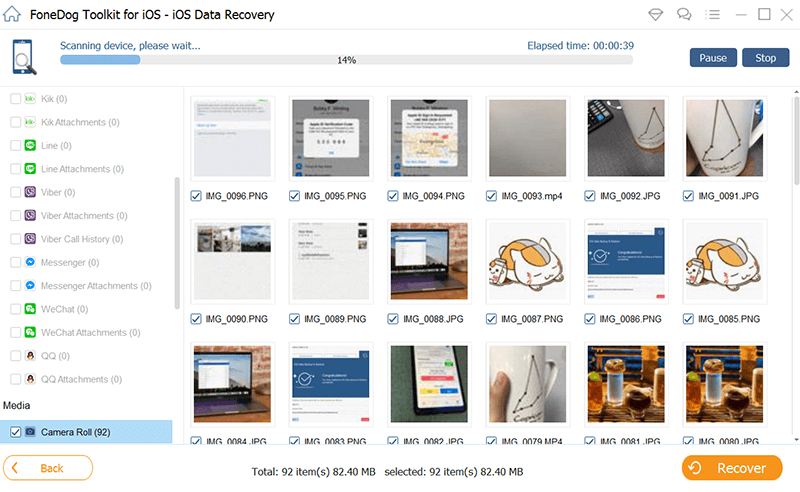 FoneDog Toolkit for iOS - iOS Data Recovery
Scanning device, please wait...
Elapsed time: 00:00:39
14%
Pause
Stop
Kik (0)
Kik Attachments (0)
Line (0)
Line Attachments (0)
Viber (0)
Viber Attachments (0)
Viber Call History (0)
Messenger (0)
Messenger Attachments (0)
WeChat (0)
WeChat Attachments (0)
QQ (0)
QQ Attachments (0)
Media
Camera Roll (92)
IMG_0096.PNG
IMG_0095.PNG
IMG_0094.PNG
IMG_0093.mp4
IMG_0092.JPG
IMG_0091.JPG
IMG_0090.PNG
IMG_0089.PNG
IMG_0088.JPG
IMG_0087.PNG
IMG_0086.PNG
IMG_0085.PNG
IMG_0084.JPG
IMG_0083.PNG
IMG_0082.JPG
IMG_0079.MP4
IMG_0081.JPG
IMG_0080.JPG
Back
Total: 92 item(s) 82.40 MB
selected: 92 item(s) 82.40 MB
Recover